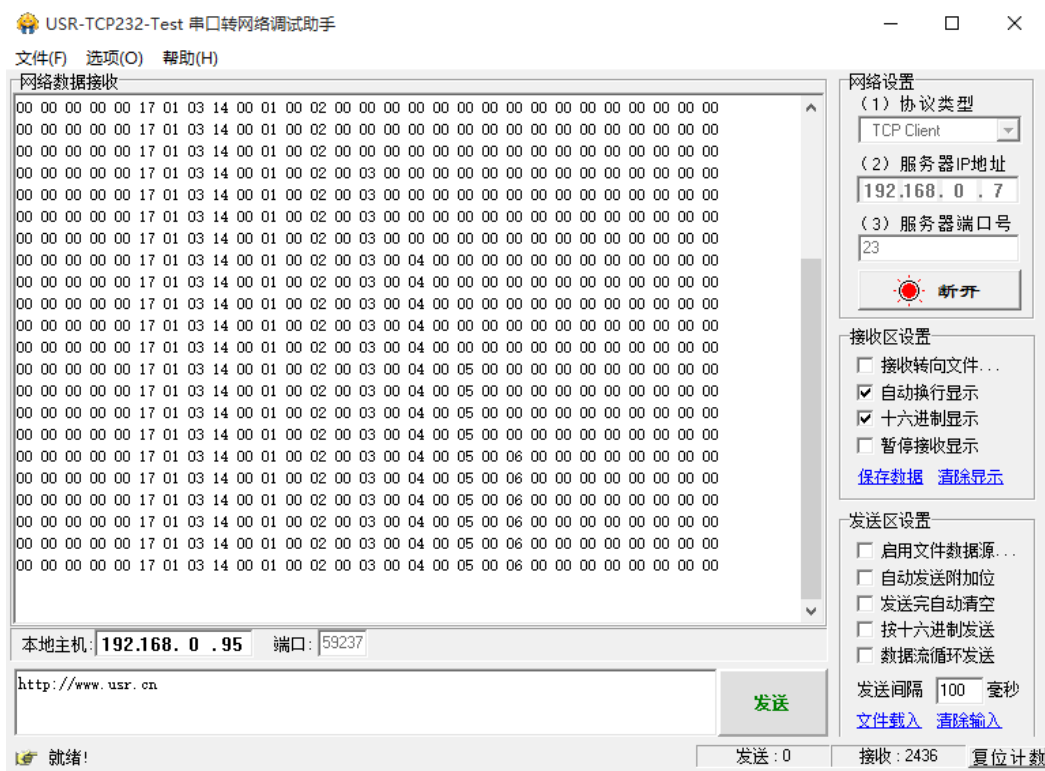 USR-TCP232-Test 串口转网络调试助手
文件(F) 选项(O) 帮助(H)
网络数据接收
00 00 00 00 00 17 01 03 14 00 01 00 02 00 00 00 00 00 00 00 00 00 00 00 00 00 00 00 00
00 00 00 00 00 17 01 03 14 00 01 00 02 00 00 00 00 00 00 00 00 00 00 00 00 00 00 00 00
00 00 00 00 00 17 01 03 14 00 01 00 02 00 00 00 00 00 00 00 00 00 00 00 00 00 00 00 00
00 00 00 00 00 17 01 03 14 00 01 00 02 00 03 00 00 00 00 00 00 00 00 00 00 00 00 00 00
00 00 00 00 00 17 01 03 14 00 01 00 02 00 03 00 00 00 00 00 00 00 00 00 00 00 00 00 00
00 00 00 00 00 17 01 03 14 00 01 00 02 00 03 00 00 00 00 00 00 00 00 00 00 00 00 00 00
00 00 00 00 00 17 01 03 14 00 01 00 02 00 03 00 00 00 00 00 00 00 00 00 00 00 00 00 00
00 00 00 00 00 17 01 03 14 00 01 00 02 00 03 00 04 00 00 00 00 00 00 00 00 00 00 00 00
00 00 00 00 00 17 01 03 14 00 01 00 02 00 03 00 04 00 00 00 00 00 00 00 00 00 00 00 00
00 00 00 00 00 17 01 03 14 00 01 00 02 00 03 00 04 00 00 00 00 00 00 00 00 00 00 00 00
00 00 00 00 00 17 01 03 14 00 01 00 02 00 03 00 04 00 00 00 00 00 00 00 00 00 00 00 00
00 00 00 00 00 17 01 03 14 00 01 00 02 00 03 00 04 00 00 00 00 00 00 00 00 00 00 00 00
00 00 00 00 00 17 01 03 14 00 01 00 02 00 03 00 04 00 05 00 00 00 00 00 00 00 00 00 00
00 00 00 00 00 17 01 03 14 00 01 00 02 00 03 00 04 00 05 00 00 00 00 00 00 00 00 00 00
00 00 00 00 00 17 01 03 14 00 01 00 02 00 03 00 04 00 05 00 00 00 00 00 00 00 00 00 00
00 00 00 00 00 17 01 03 14 00 01 00 02 00 03 00 04 00 05 00 00 00 00 00 00 00 00 00 00
00 00 00 00 00 17 01 03 14 00 01 00 02 00 03 00 04 00 05 00 06 00 00 00 00 00 00 00 00
00 00 00 00 00 17 01 03 14 00 01 00 02 00 03 00 04 00 05 00 06 00 00 00 00 00 00 00 00
00 00 00 00 00 17 01 03 14 00 01 00 02 00 03 00 04 00 05 00 06 00 00 00 00 00 00 00 00
00 00 00 00 00 17 01 03 14 00 01 00 02 00 03 00 04 00 05 00 06 00 00 00 00 00 00 00 00
00 00 00 00 00 17 01 03 14 00 01 00 02 00 03 00 04 00 05 00 06 00 00 00 00 00 00 00 00
00 00 00 00 00 17 01 03 14 00 01 00 02 00 03 00 04 00 05 00 06 00 00 00 00 00 00 00 00
本地主机: 192.168. 0 .95 端口: 59237
http://www.usr.cn
发送
网络设置
(1) 协议类型
TCP Client
(2) 服务器IP地址
192.168. 0 . 7
(3) 服务器端口号
23
断开
接收区设置
接收转向文件...
自动换行显示
十六进制显示
暂停接收显示
保存数据 清除显示
发送区设置
启用文件数据源...
自动发送附加位
发送完自动清空
按十六进制发送
数据流循环发送
发送间隔 100 毫秒
文件载入 清除输入
就绪! 发送:0 接收:2436 复位计数